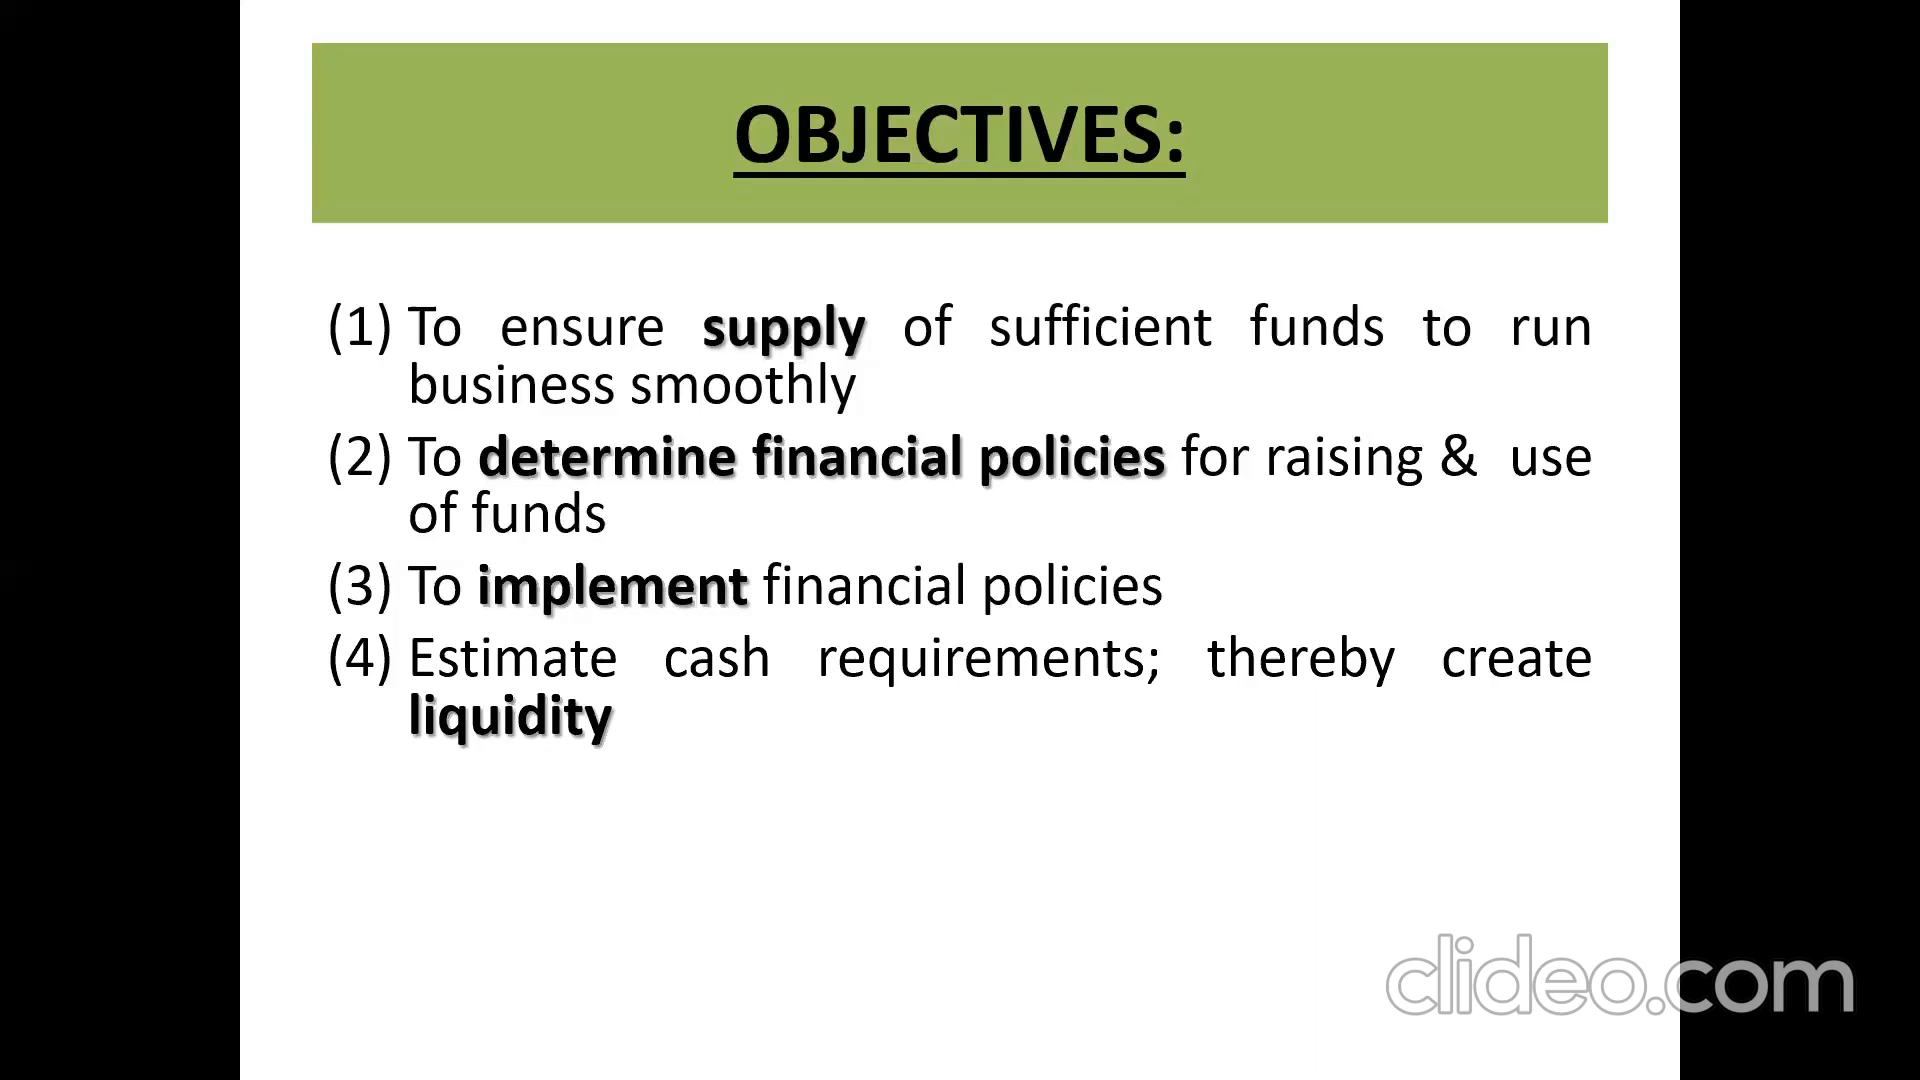 OBJECTIVES:
(1) To ensure supply of sufficient funds to run
business smoothly
(2) To determine financial policies for raising & use
of funds
(3) To implement financial policies
(4) Estimate cash requirements; thereby create
liquidity
clideo.com